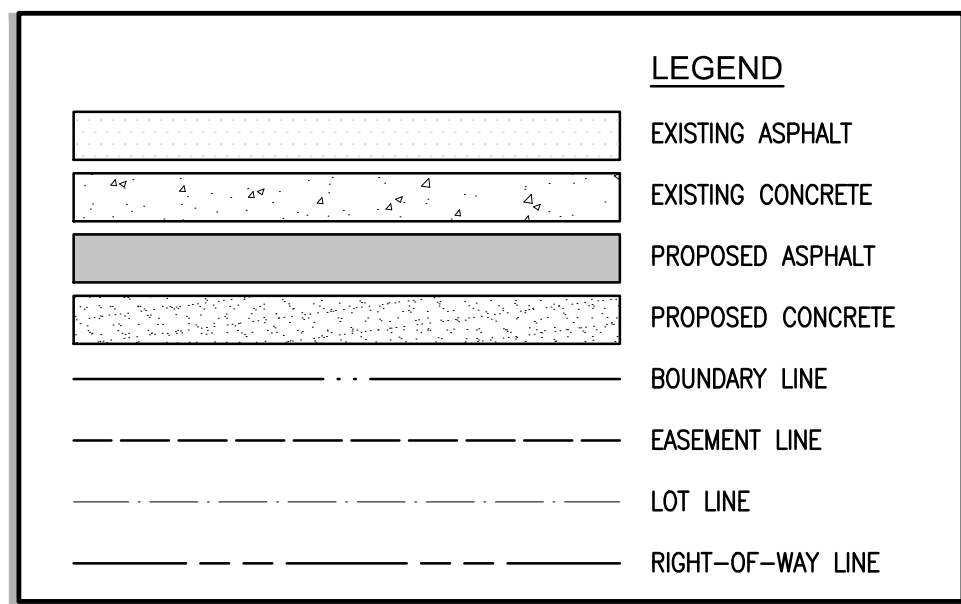 LEGEND
EXISTING ASPHALT
EXISTING CONCRETE
PROPOSED ASPHALT
PROPOSED CONCRETE
BOUNDARY LINE
EASEMENT LINE
LOT LINE
RIGHT-OF-WAY LINE